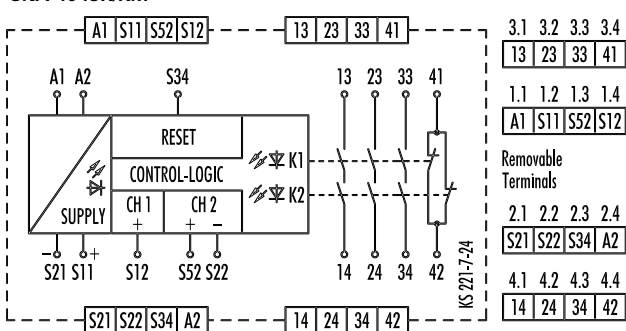 A1 S11 S52 S12 13 23 33 41
A1 A2 S34 13 23 33 41
RESET
CONTROL-LOGIC
SUPPLY
CH 1 CH 2
+ + −
K1
K2
− +
S21 S11 S12 S52 S22 14 24 34 42
KS 221-7-24
S21 S22 S34 A2 14 24 34 42
3.1 3.2 3.3 3.4
13 23 33 41
1.1 1.2 1.3 1.4
A1 S11 S52 S12
Removable
Terminals
2.1 2.2 2.3 2.4
S21 S22 S34 A2
4.1 4.2 4.3 4.4
14 24 34 42